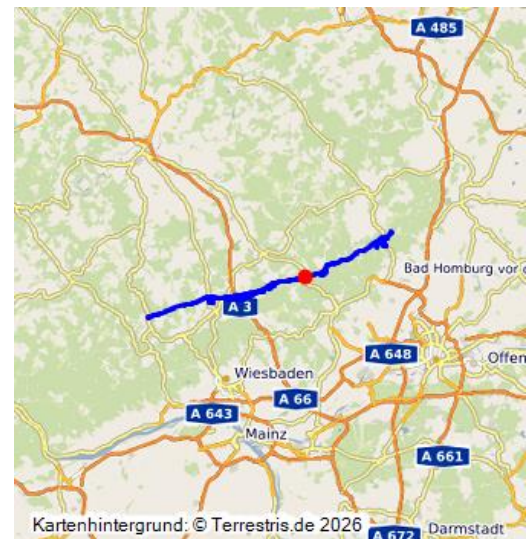 A 485
Bad Homburg vor d
A 3
A 648
Offen
Wiesbaden
A 66
A 643
Mainz
A 661
Kartenhintergrund: © Terrestris.de 2026
A 672
Darmstadt